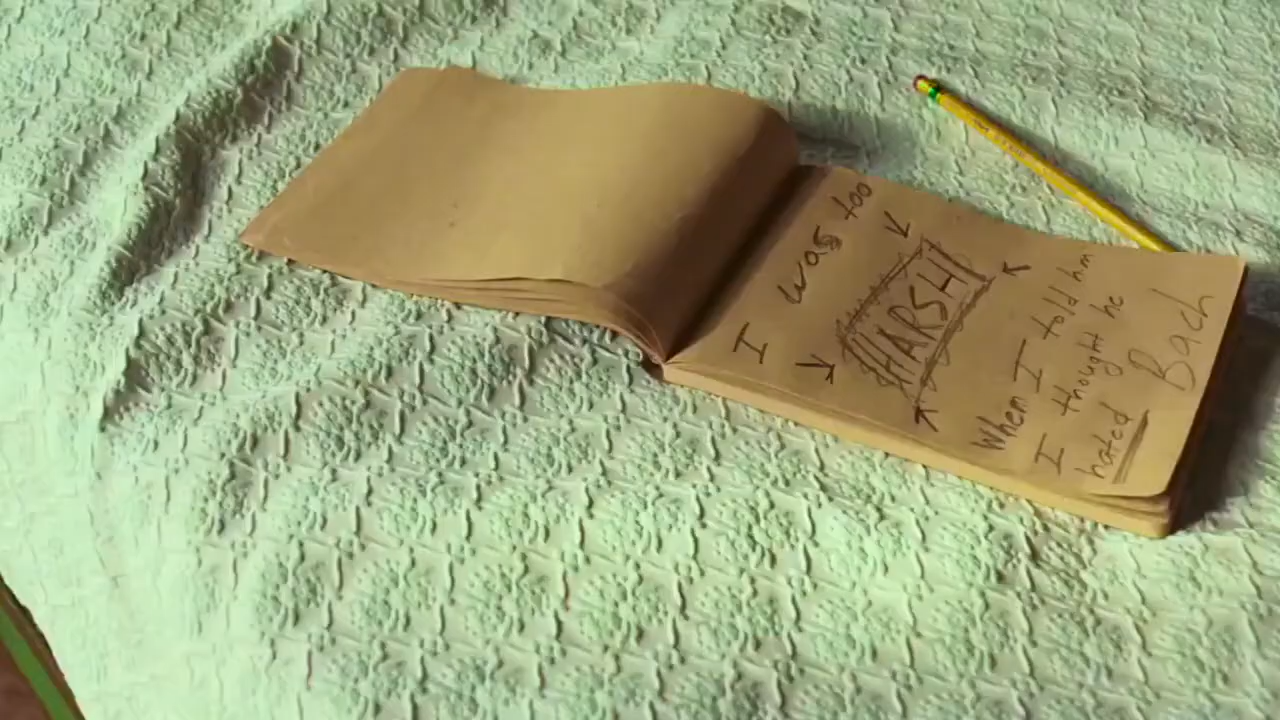 I was too
HARSH
When I told him
I thought he
hated Bach